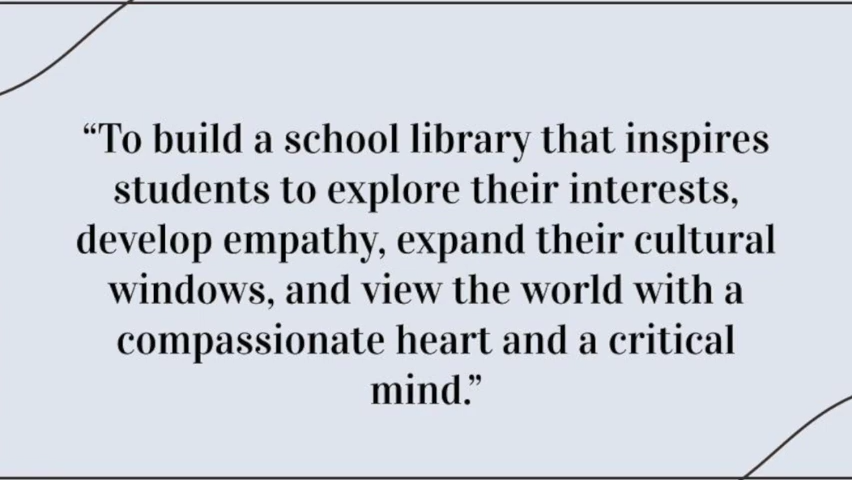 “To build a school library that inspires
students to explore their interests,
develop empathy, expand their cultural
windows, and view the world with a
compassionate heart and a critical
mind.”